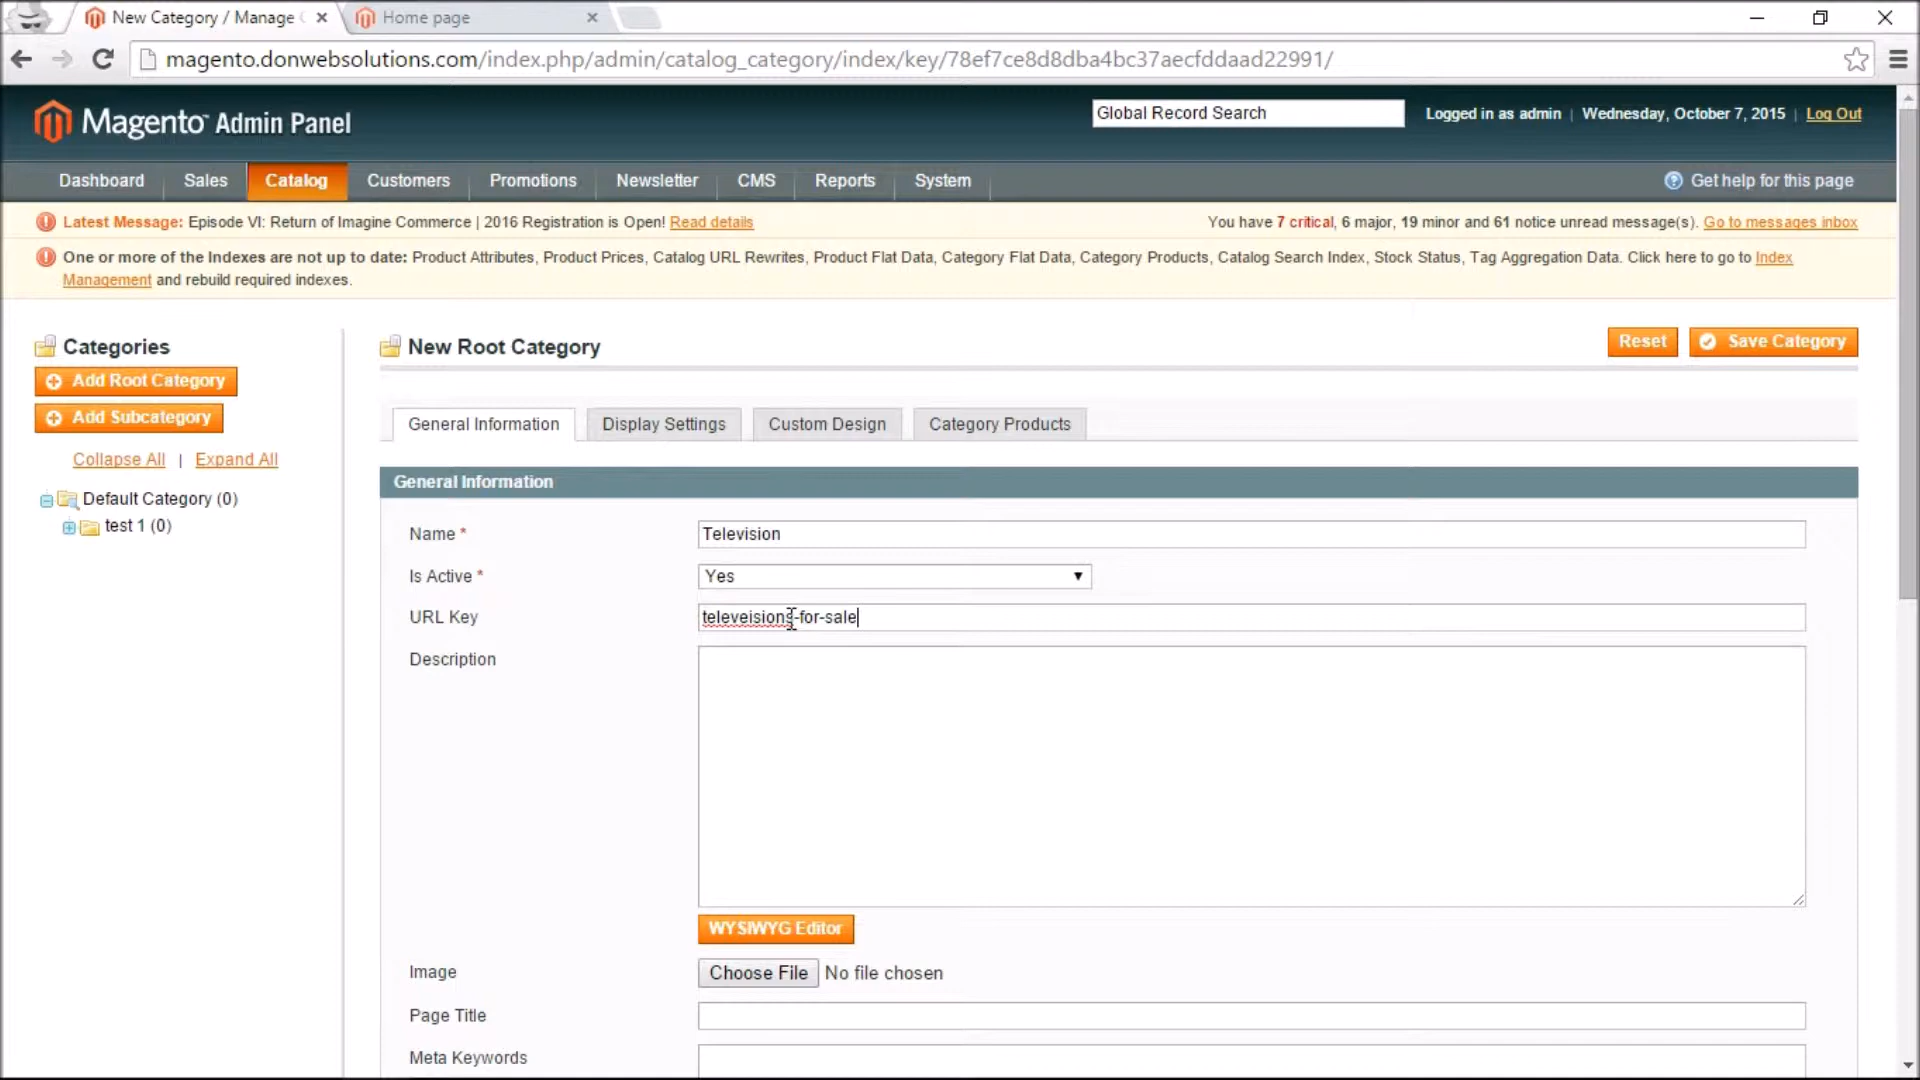 New Category / Manage
Home page
magento.donwebsolutions.com/index.php/admin/catalog_category/index/key/78ef7ce8d8dba4bc37aecfddaad22991/
Magento Admin Panel
Global Record Search
Logged in as admin | Wednesday, October 7, 2015 | Log Out
Dashboard Sales Catalog Customers Promotions Newsletter CMS Reports System
Get help for this page
Latest Message: Episode VI: Return of Imagine Commerce | 2016 Registration is Open! Read details
You have 7 critical, 6 major, 19 minor and 61 notice unread message(s). Go to messages inbox
One or more of the Indexes are not up to date: Product Attributes, Product Prices, Catalog URL Rewrites, Product Flat Data, Category Flat Data, Category Products, Catalog Search Index, Stock Status, Tag Aggregation Data. Click here to go to Index
Management and rebuild required indexes.
Categories
Add Root Category
Add Subcategory
Collapse All | Expand All
Default Category (0)
test 1 (0)
New Root Category
Reset
Save Category
General Information
Display Settings
Custom Design
Category Products
General Information
Name *
Television
Is Active *
Yes
URL Key
televeisions-for-sale
Description
WYSIWYG Editor
Image
Choose File No file chosen
Page Title
Meta Keywords